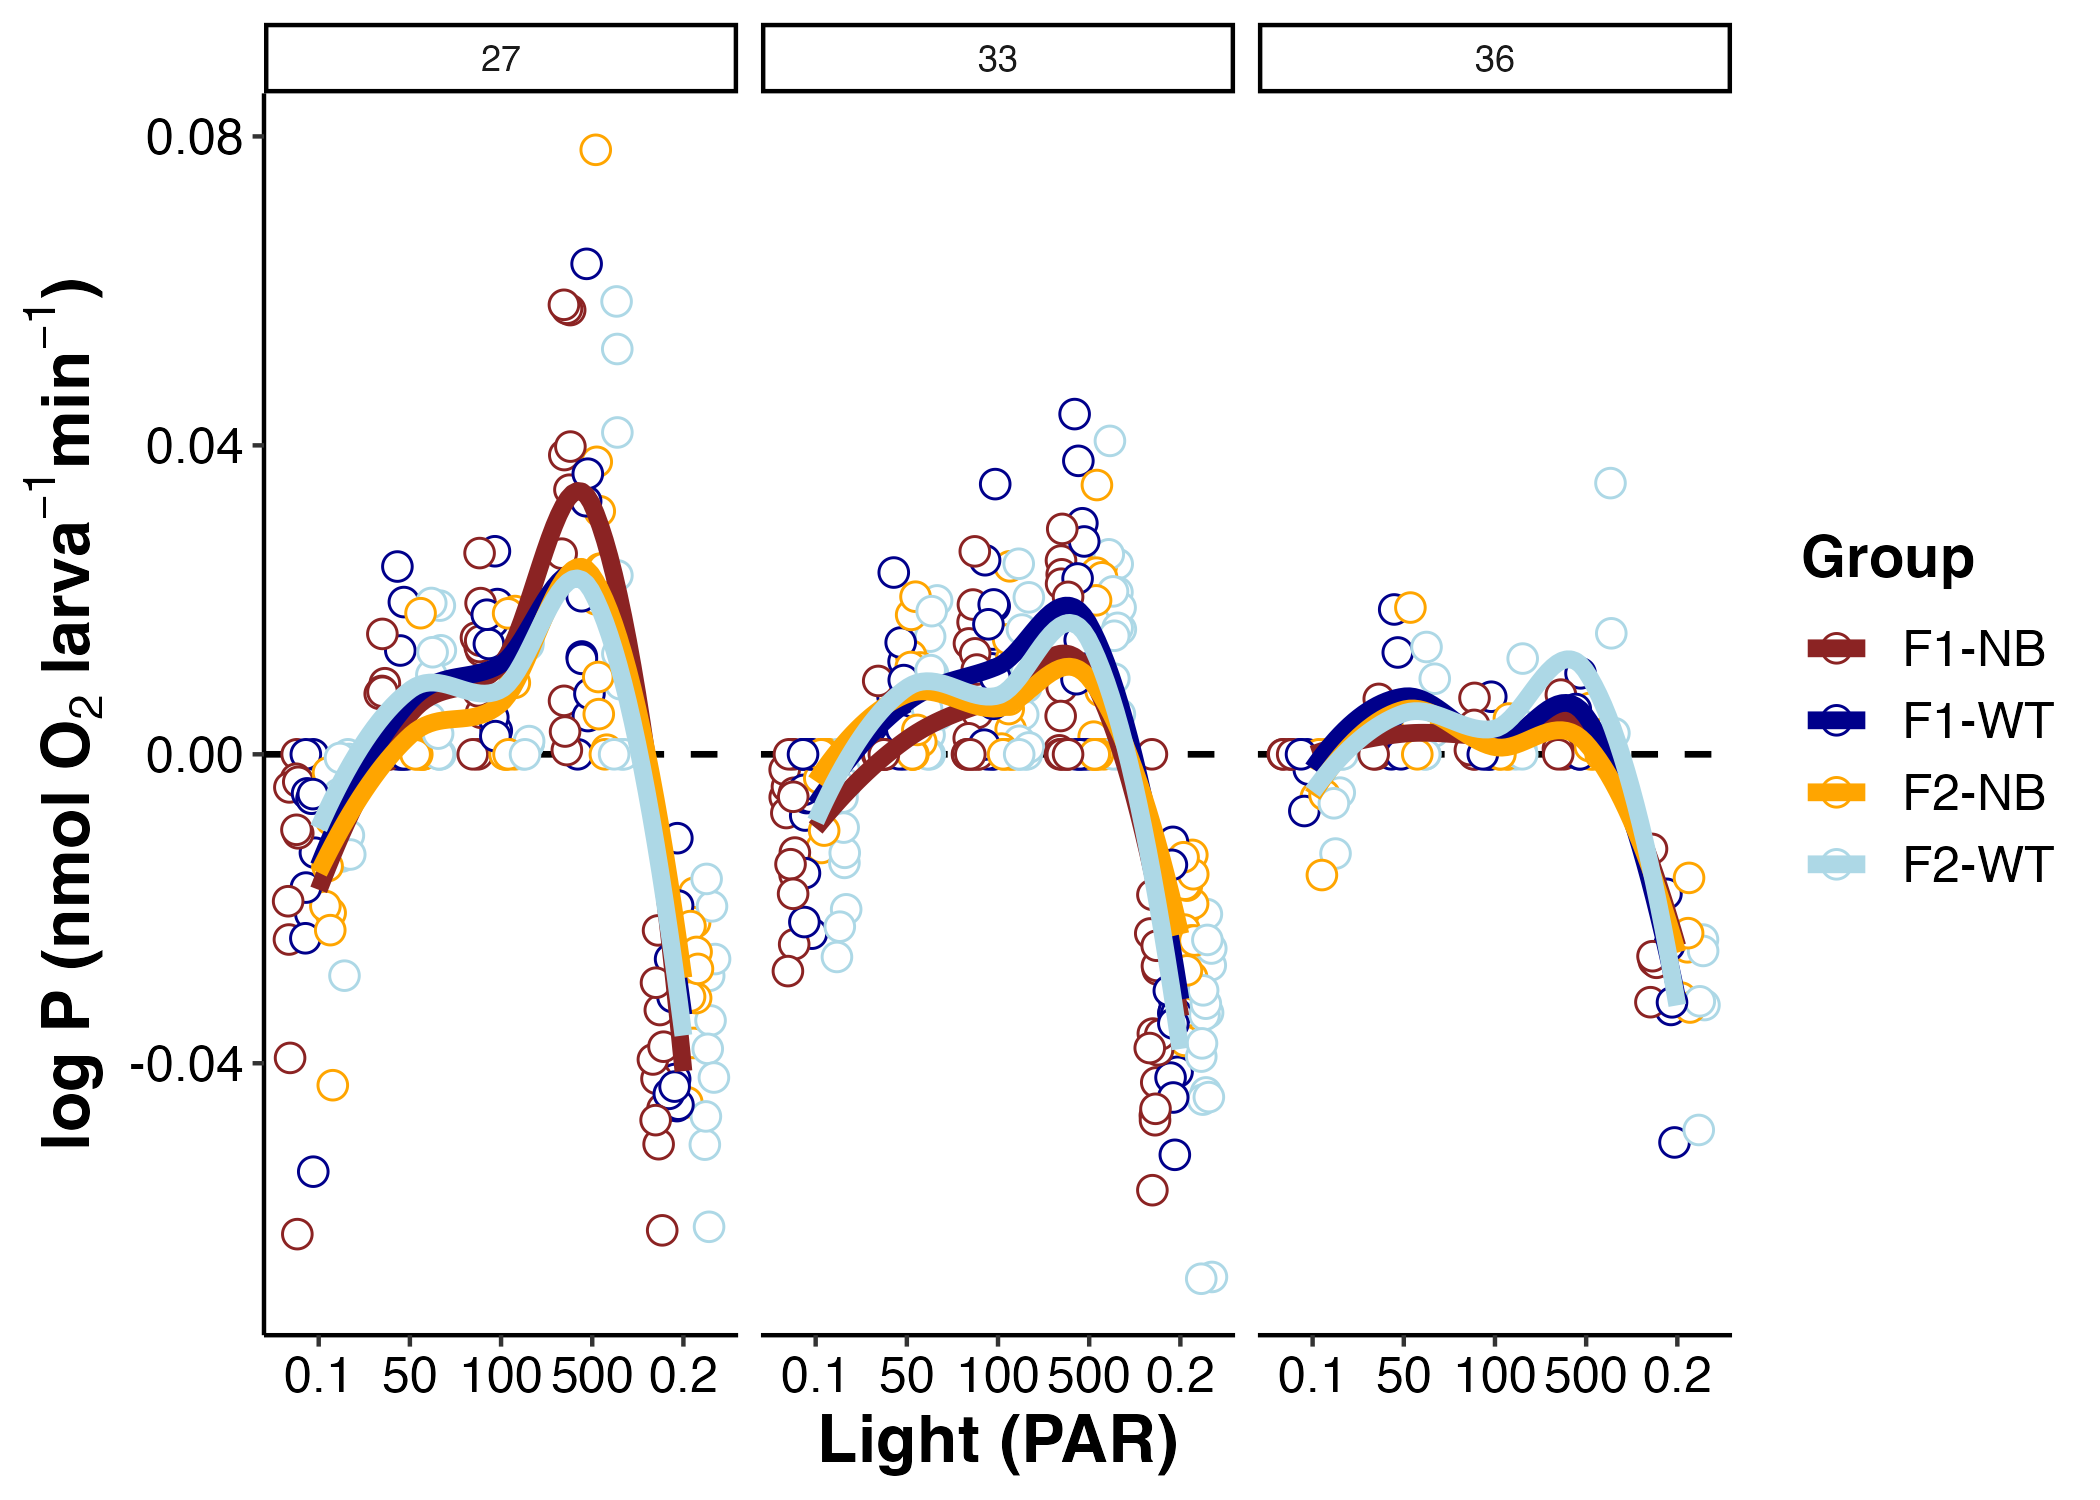 27 33 36
log P (nmol O₂ larva⁻¹min⁻¹)
0.08
0.04
0.00
-0.04
0.1 50 100 500 0.2 0.1 50 100 500 0.2 0.1 50 100 500 0.2
Light (PAR)
Group
F1-NB
F1-WT
F2-NB
F2-WT